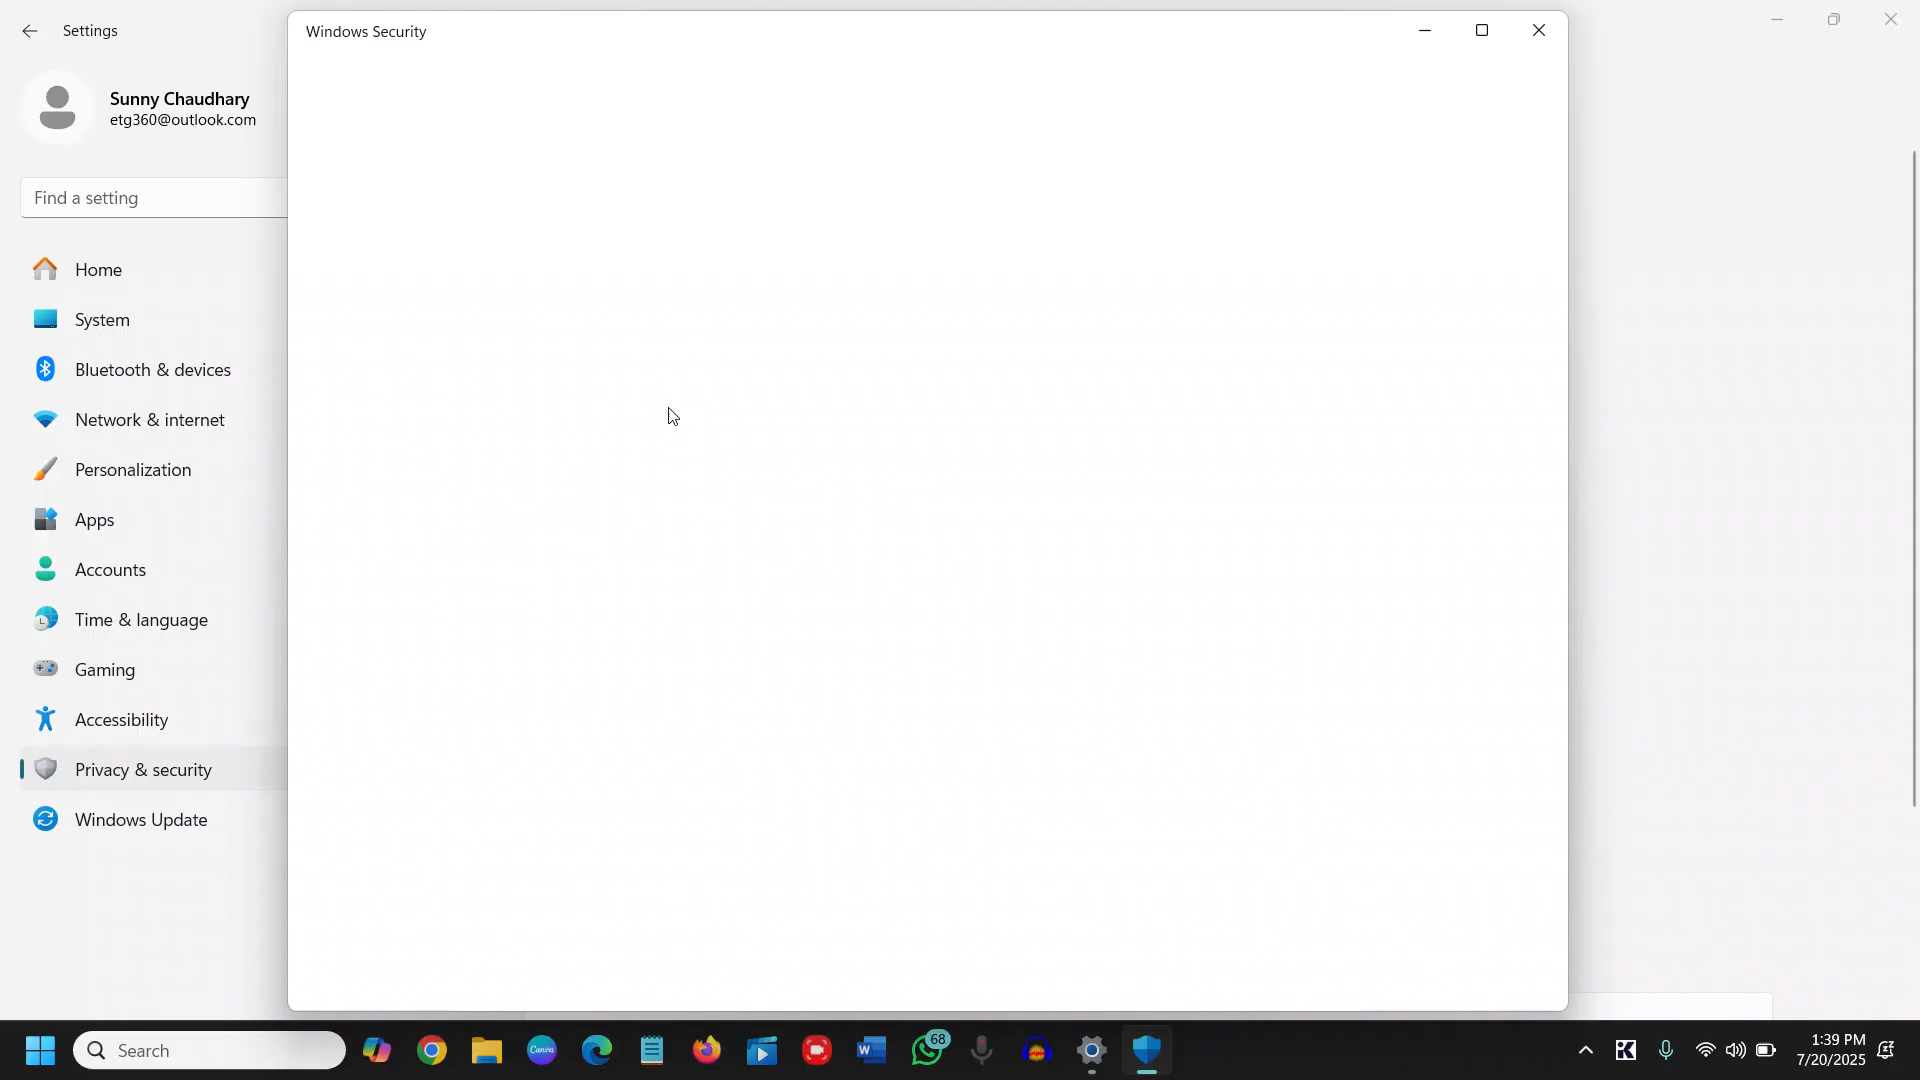 Settings
Windows Security
Sunny Chaudhary
etg360@outlook.com
Find a setting
Home
System
Bluetooth & devices
Network & internet
Personalization
Apps
Accounts
Time & language
Gaming
Accessibility
Privacy & security
Windows Update
Search
Canva
W
68
K
1:39 PM
7/20/2025